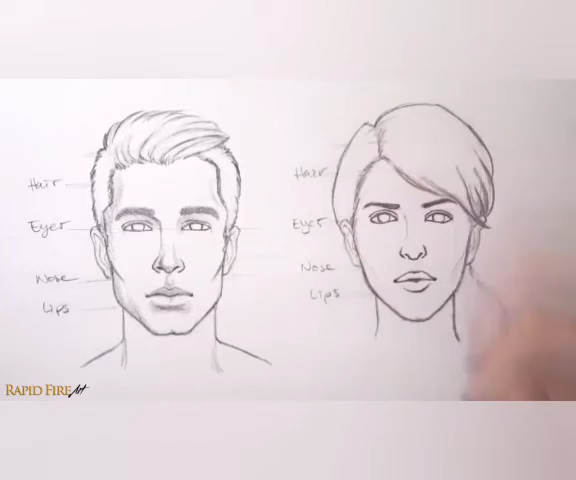 Hair
Eyes
Nose
Lips
Hair
Eyes
Nose
Lips
RAPID FIRE Art